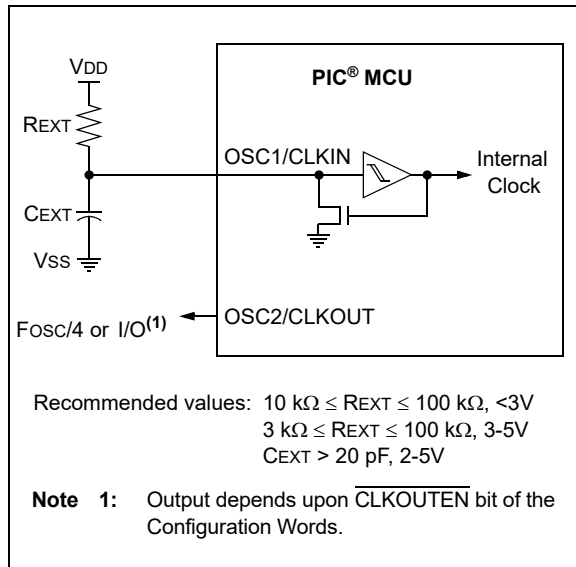 VDD
PIC® MCU
REXT
OSC1/CLKIN
Internal
Clock
CEXT
VSS
OSC2/CLKOUT
FOSC/4 or I/O(1)
Recommended values: 10 kΩ ≤ REXT ≤ 100 kΩ, <3V
3 kΩ ≤ REXT ≤ 100 kΩ, 3-5V
CEXT > 20 pF, 2-5V
Note 1: Output depends upon CLKOUTEN bit of the
Configuration Words.